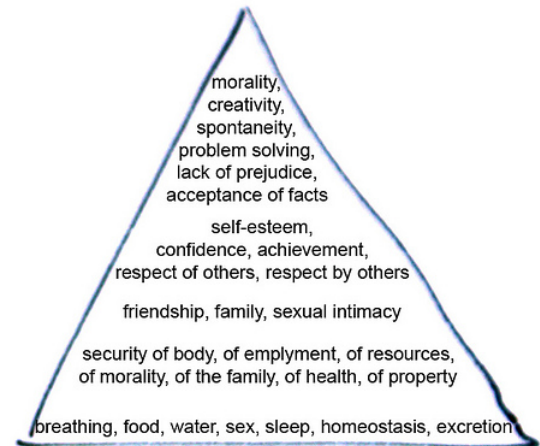 morality,
creativity,
spontaneity,
problem solving,
lack of prejudice,
acceptance of facts
self-esteem,
confidence, achievement,
respect of others, respect by others
friendship, family, sexual intimacy
security of body, of emplyment, of resources,
of morality, of the family, of health, of property
breathing, food, water, sex, sleep, homeostasis, excretion